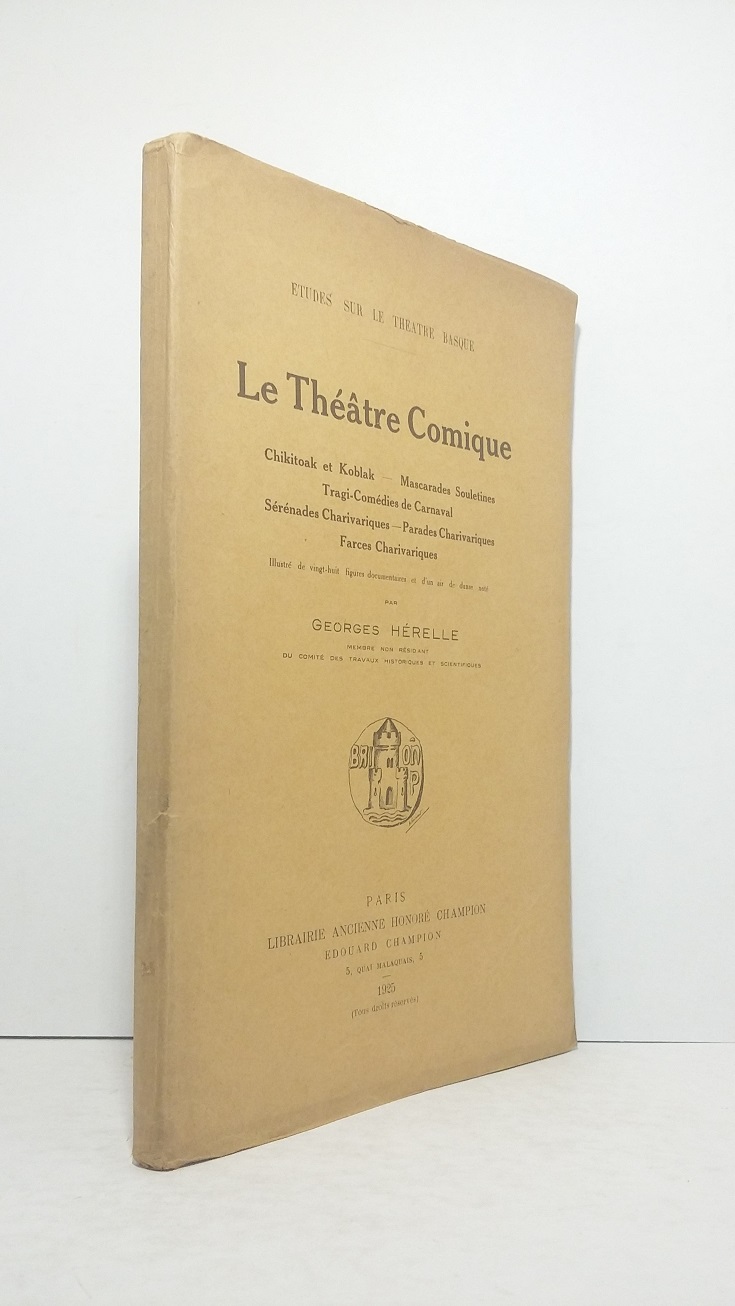 ETUDES SUR LE THEATRE BASQUE
Le Théâtre Comique
Chikitoak et Koblak — Mascarades Souletines
Tragi-Comédies de Carnaval
Sérénades Charivariques — Parades Charivariques
Farces Charivariques
Illustré de vingt-huit figures documentaires et d'un air de danse noté
PAR
GEORGES HÉRELLE
MEMBRE NON RÉSIDANT
DU COMITÉ DES TRAVAUX HISTORIQUES ET SCIENTIFIQUES
BRI ON
P
PARIS
LIBRAIRIE ANCIENNE HONORÉ CHAMPION
EDOUARD CHAMPION
5, QUAI MALAQUAIS, 5
1925
(Tous droits réservés)